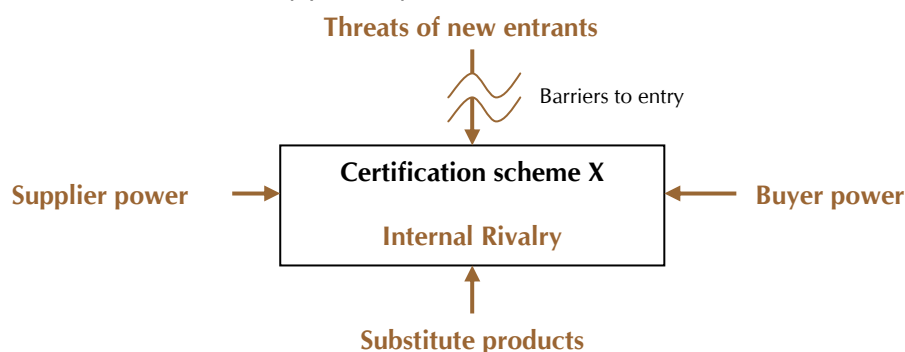 Threats of new entrants
Barriers to entry
Certification scheme X
Supplier power
Buyer power
Internal Rivalry
Substitute products